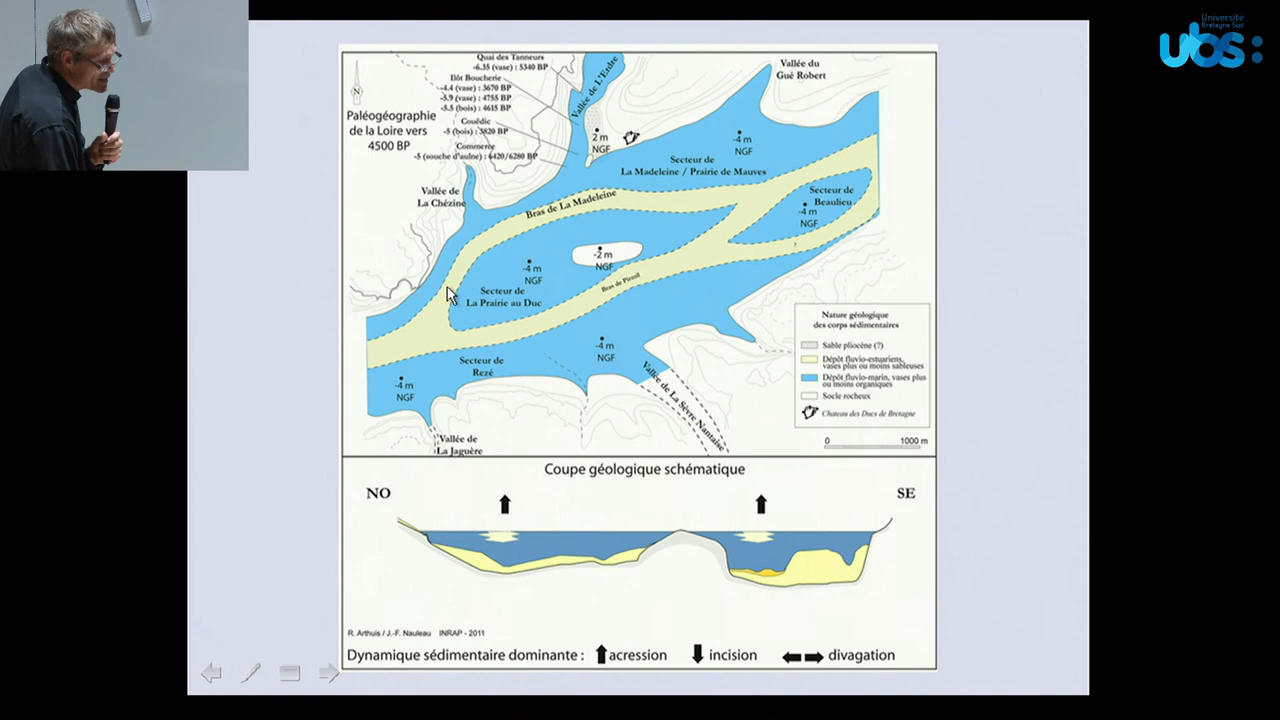 Université
Bretagne Sud
ubs:
Quai des Tanneurs
-6.35 (vase) : 5340 BP
Ilôt Boucherie
-4.4 (vase) : 3670 BP
-5.9 (vase) : 4755 BP
-5.5 (bois) : 4615 BP
Couëdic
-5 (bois) : 3820 BP
Commerce
-5 (souche d'aulne) : 6420/6280 BP
N
Paléogéographie
de la Loire vers
4500 BP
Vallée de L'Erdre
Vallée du
Gué Robert
2 m
NGF
-4 m
NGF
Secteur de
La Madeleine / Prairie de Mauves
Vallée de
La Chézine
Bras de La Madeleine
Secteur de
Beaulieu
-4 m
NGF
?
-2 m
NGF
-4 m
NGF
Bras de Pirmil
Secteur de
La Prairie au Duc
-4 m
NGF
Secteur de
Rezé
-4 m
NGF
Vallée de La Sèvre Nantaise
Vallée de
La Jaguère
Nature géologique
des corps sédimentaires
Sable pliocène (?)
Dépôt fluvio-estuariens,
vases plus ou moins sableuses
Dépôt fluvio-marin, vases plus
ou moins organiques
Socle rocheux
Chateau des Ducs de Bretagne
0 1000 m
Coupe géologique schématique
NO SE
R. Arthuis / J.-F. Nauleau INRAP - 2011
Dynamique sédimentaire dominante : acression incision divagation